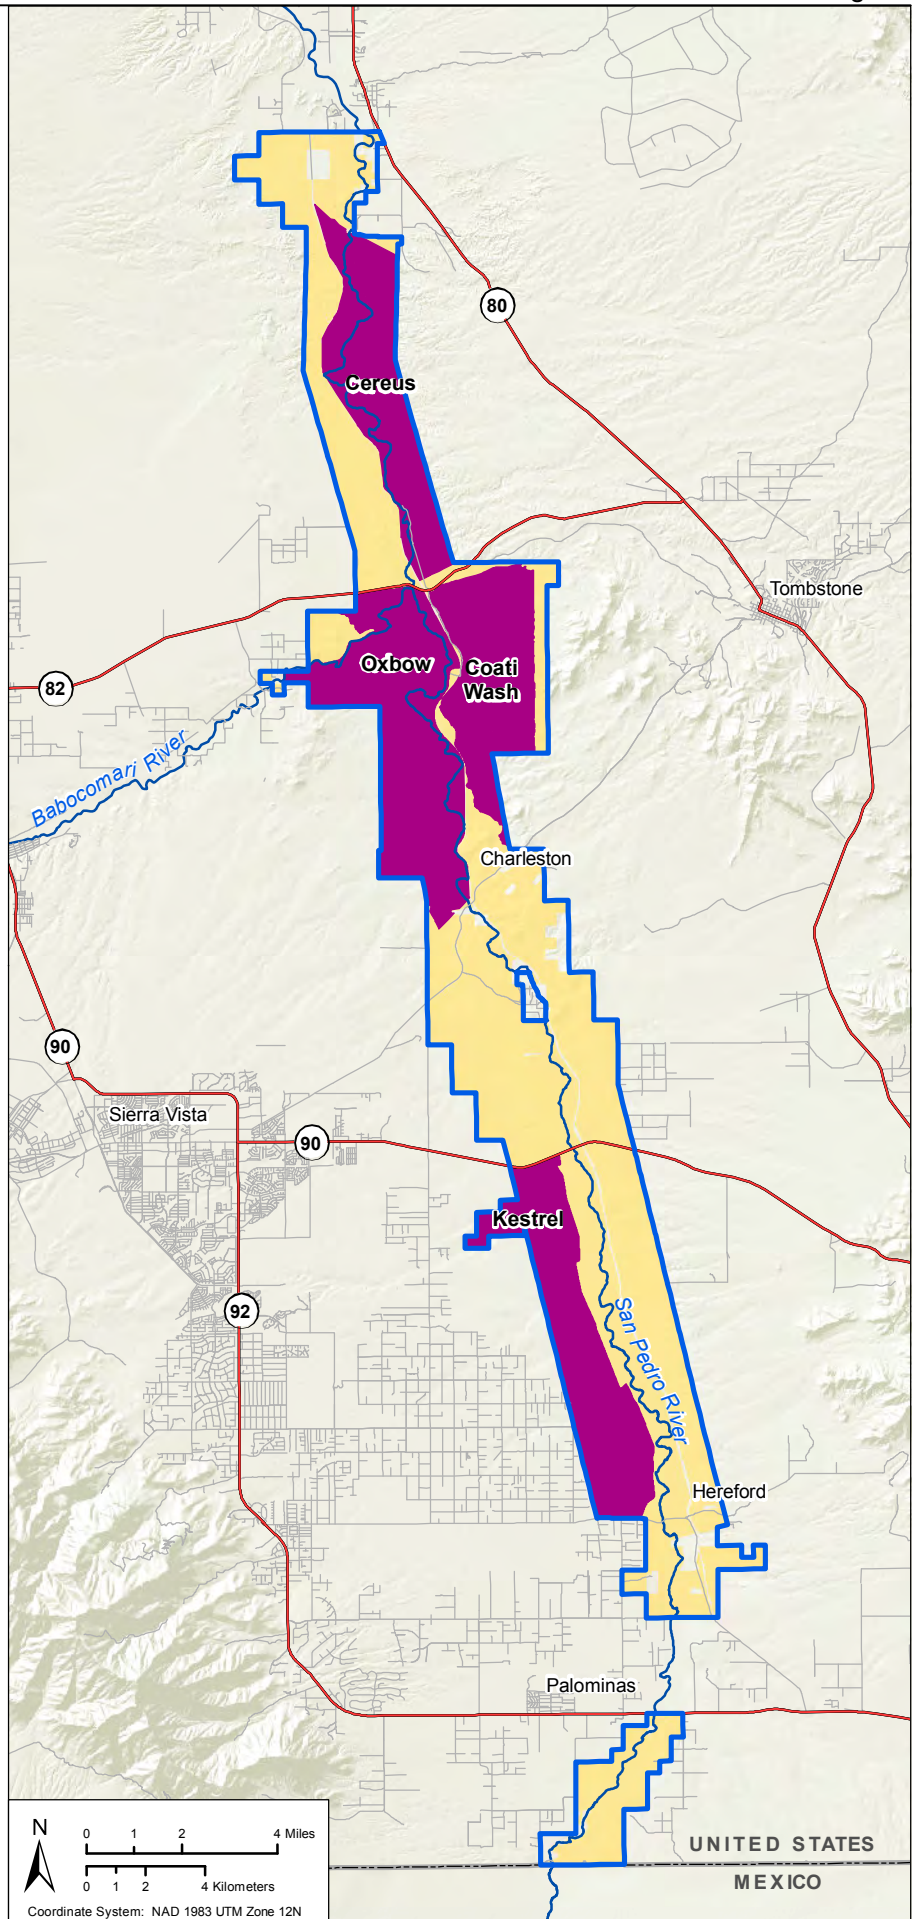 80
Cereus
Tombstone
Oxbow
Coati
Wash
82
Babocomari River
Charleston
90
Sierra Vista
90
Kestrel
92
San Pedro River
Hereford
Palominas
N
0 1 2 4 Miles
0 1 2 4 Kilometers
Coordinate System: NAD 1983 UTM Zone 12N
UNITED STATES
MEXICO